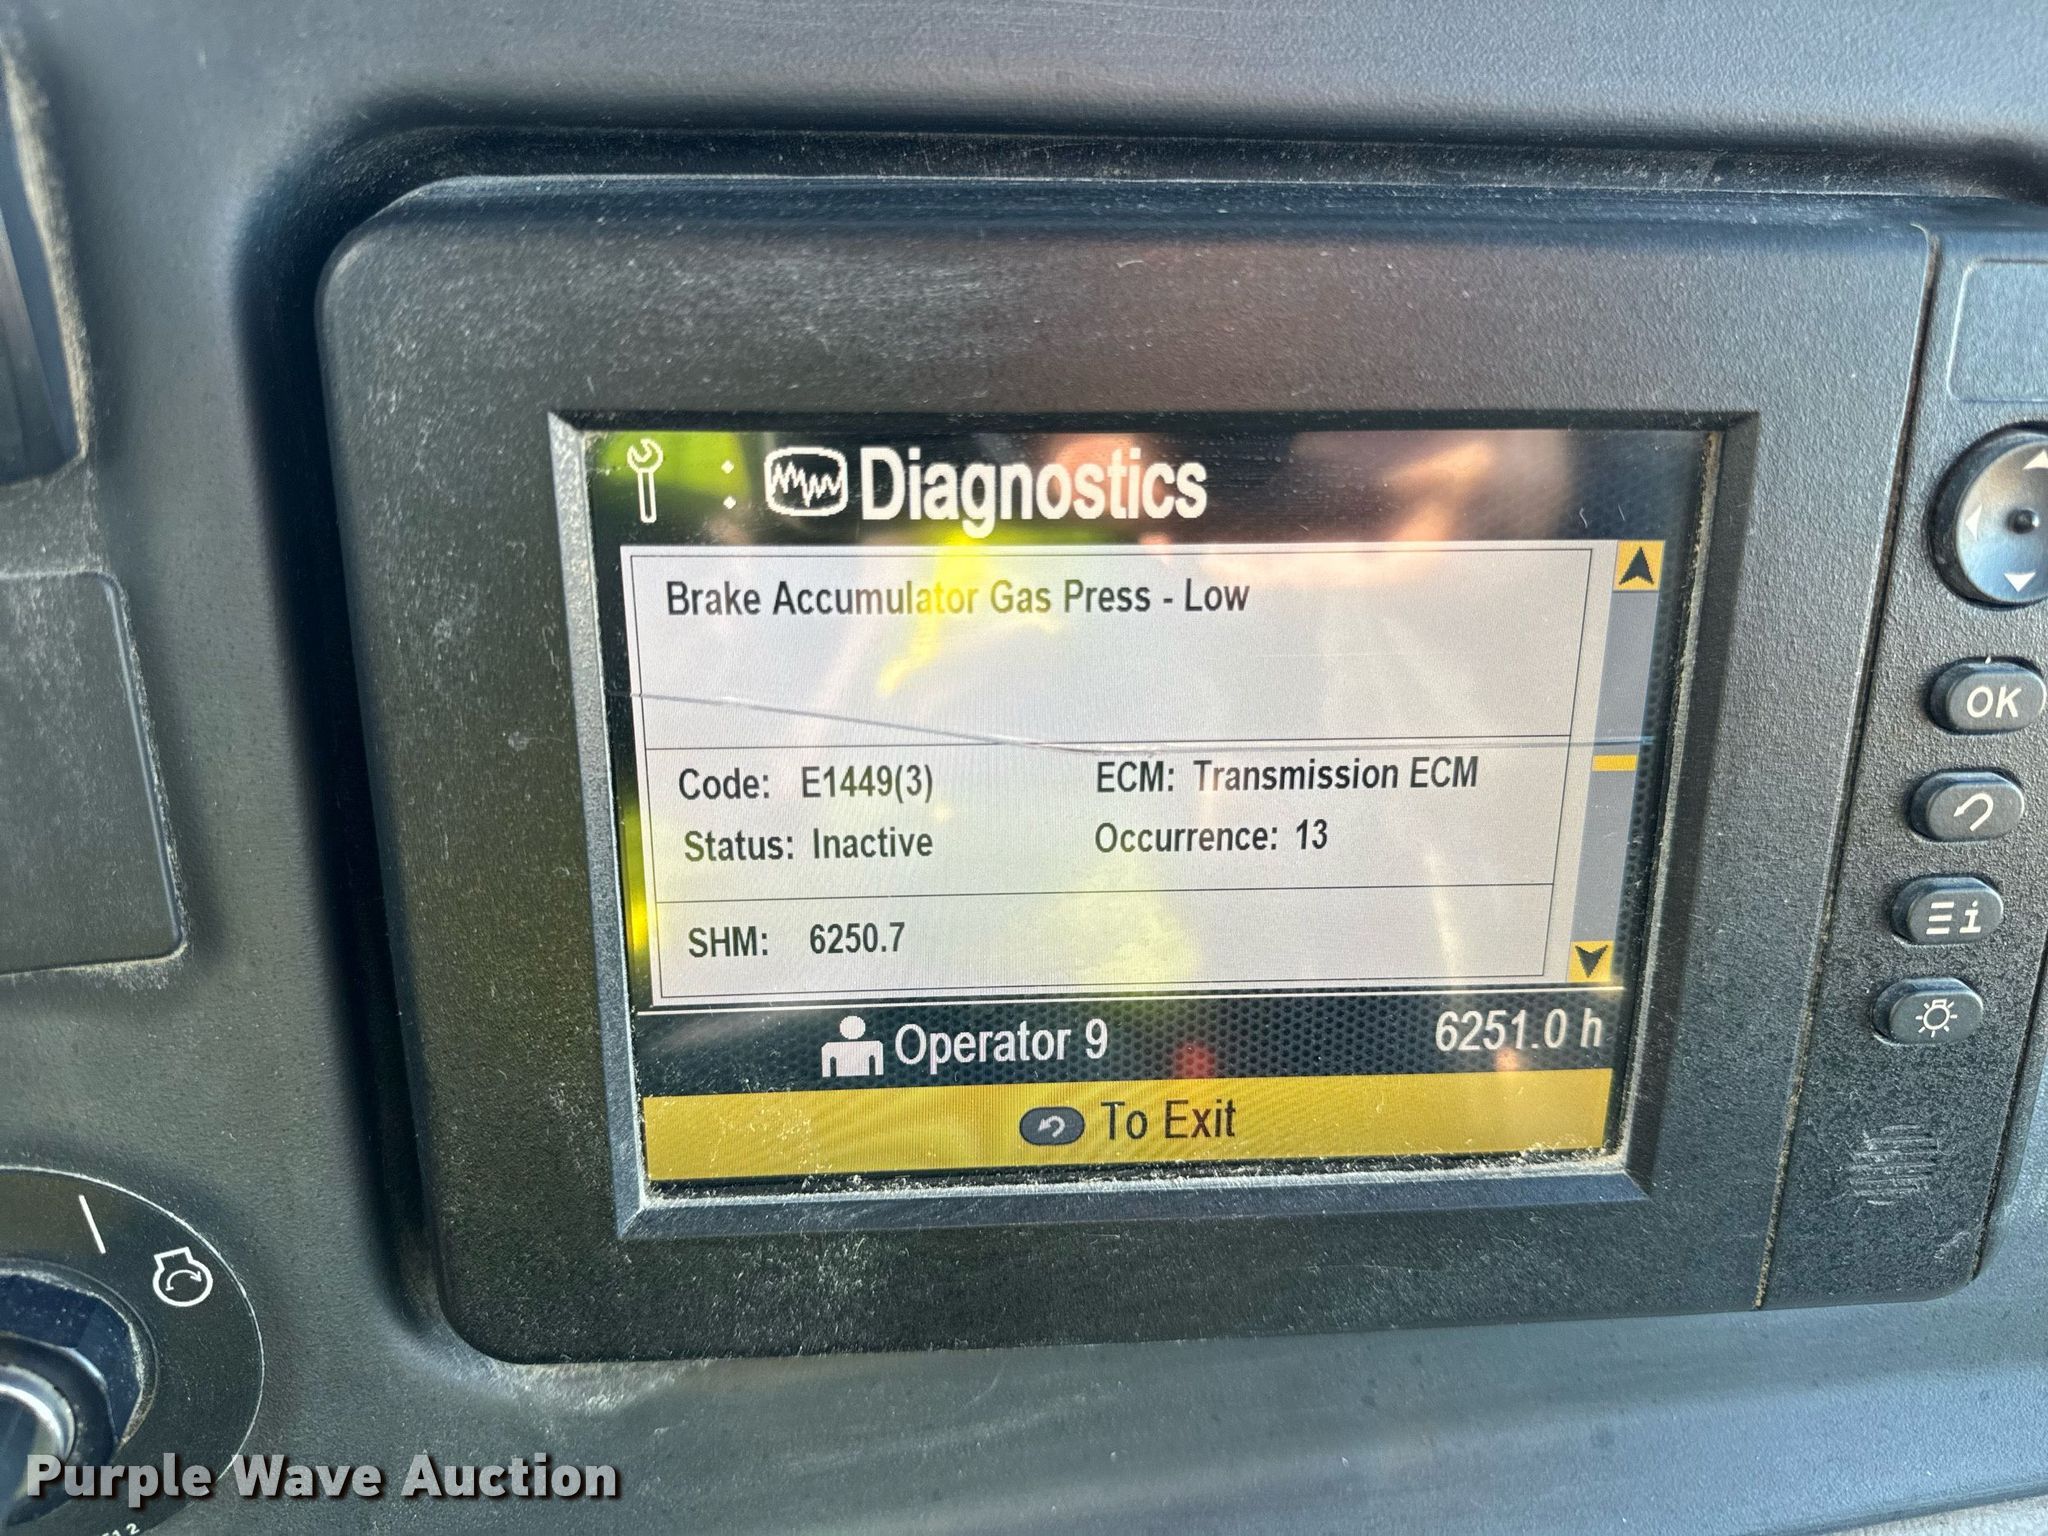 Diagnostics
Brake Accumulator Gas Press - Low
Code: E1449(3) ECM: Transmission ECM
Status: Inactive Occurrence: 13
SHM: 6250.7
Operator 9 6251.0 h
To Exit
OK
i
Purple Wave Auction